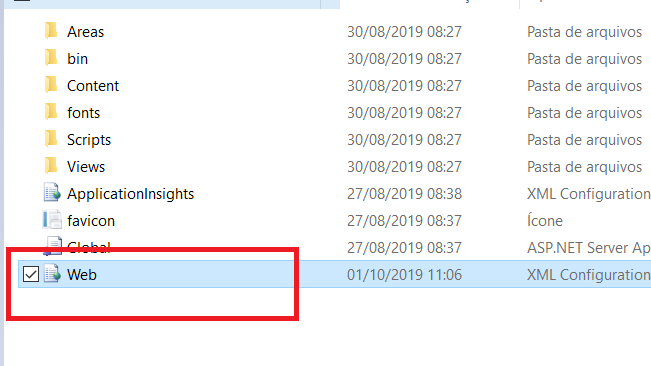 Areas 30/08/2019 08:27 Pasta de arquivos
bin 30/08/2019 08:27 Pasta de arquivos
Content 30/08/2019 08:27 Pasta de arquivos
fonts 30/08/2019 08:27 Pasta de arquivos
Scripts 30/08/2019 08:27 Pasta de arquivos
Views 30/08/2019 08:27 Pasta de arquivos
ApplicationInsights 27/08/2019 08:38 XML Configuration
favicon 27/08/2019 08:37 Ícone
Global 27/08/2019 08:37 ASP.NET Server Ap
Web 01/10/2019 11:06 XML Configuration